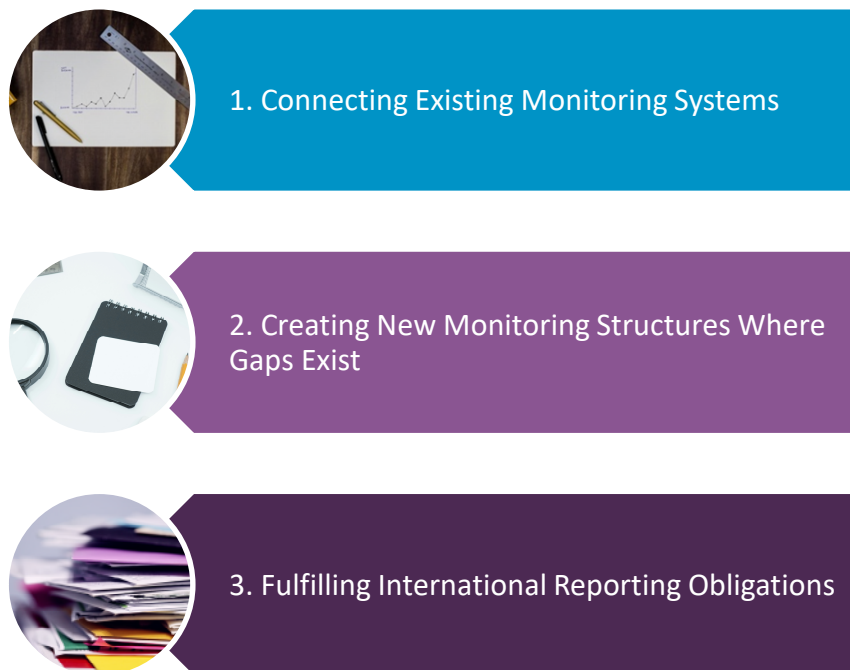 1. Connecting Existing Monitoring Systems
2. Creating New Monitoring Structures Where
Gaps Exist
3. Fulfilling International Reporting Obligations